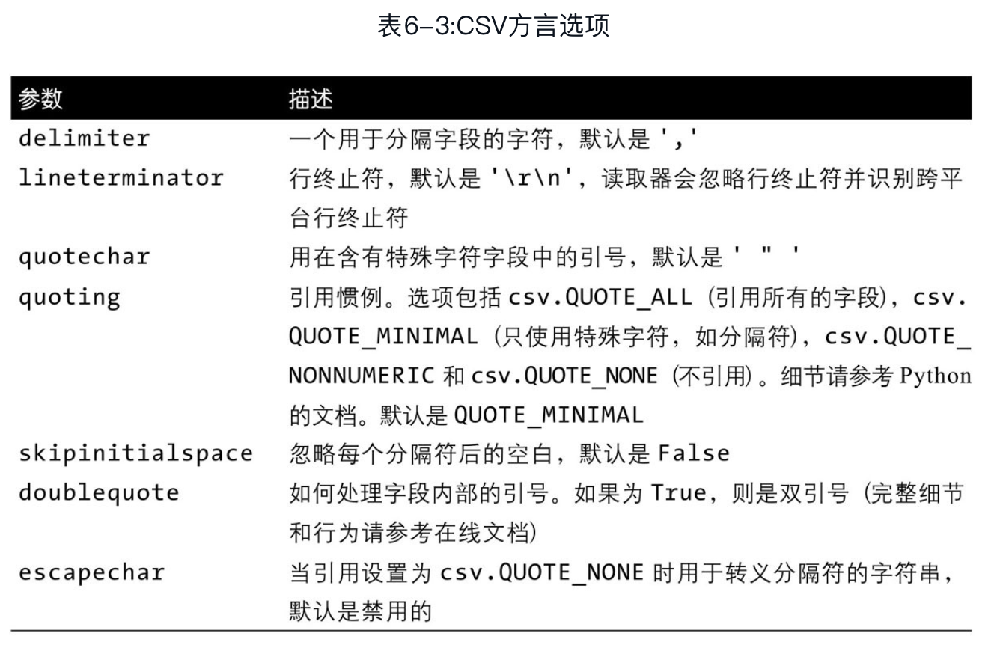 表6-3:CSV方言选项
参数 描述
delimiter 一个用于分隔字段的字符，默认是 ','
lineterminator 行终止符，默认是 '\r\n'，读取器会忽略行终止符并识别跨平
台行终止符
quotechar 用在含有特殊字符字段中的引号，默认是 ' " '
quoting 引用惯例。选项包括 csv.QUOTE_ALL（引用所有的字段），csv.
QUOTE_MINIMAL（只使用特殊字符，如分隔符），csv.QUOTE_
NONNUMERIC 和 csv.QUOTE_NONE（不引用）。细节请参考 Python
的文档。默认是 QUOTE_MINIMAL
skipinitialspace 忽略每个分隔符后的空白，默认是 False
doublequote 如何处理字段内部的引号。如果为 True，则是双引号（完整细节
和行为请参考在线文档）
escapechar 当引用设置为 csv.QUOTE_NONE 时用于转义分隔符的字符串，
默认是禁用的